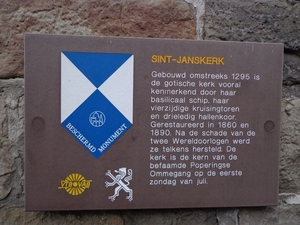 SINT-JANSKERK
Gebouwd omstreeks 1295 is
de gotische kerk vooral
kenmerkend door haar
basilicaal schip, haar
vierzijdige kruisingtoren
en drieledig hallenkoor.
Gerestaureerd in 1860 en
1890. Na de schade van de
twee Wereldoorlogen werd
ze telkens hersteld. De
kerk is de kern van de
befaamde Poperingse
Ommegang op de eerste
zondag van juli.
BESCHERMD MONUMENT